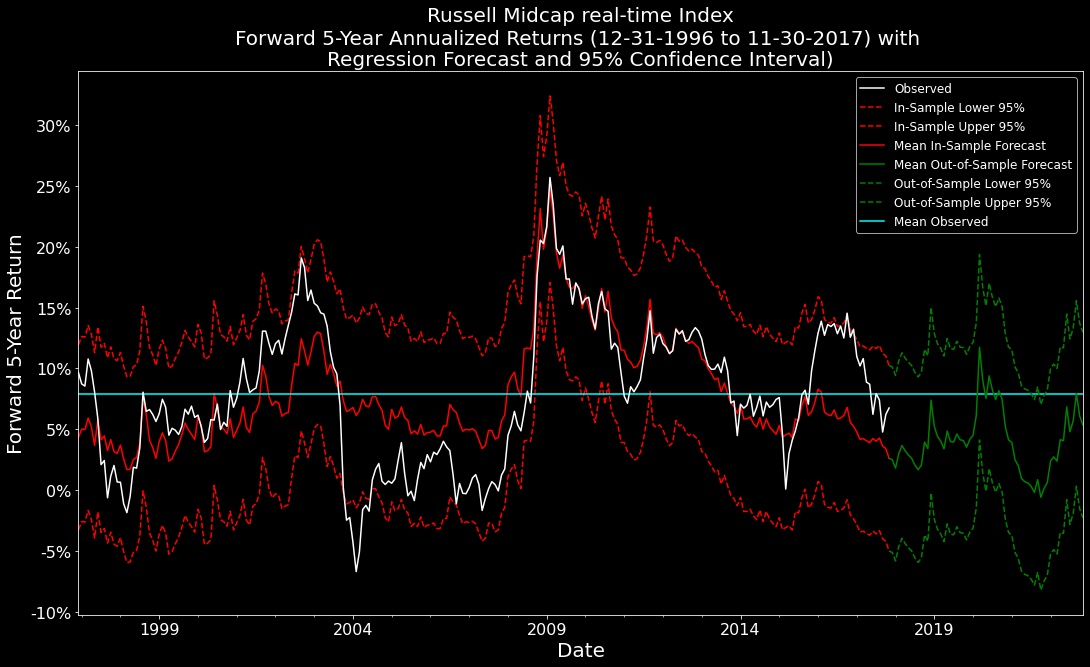 Russell Midcap real-time Index
Forward 5-Year Annualized Returns (12-31-1996 to 11-30-2017) with
Regression Forecast and 95% Confidence Interval)
Observed
In-Sample Lower 95%
In-Sample Upper 95%
Mean In-Sample Forecast
Mean Out-of-Sample Forecast
Out-of-Sample Lower 95%
Out-of-Sample Upper 95%
Mean Observed
Forward 5-Year Return
30%
25%
20%
15%
10%
5%
0%
-5%
-10%
1999
2004
2009
2014
2019
Date